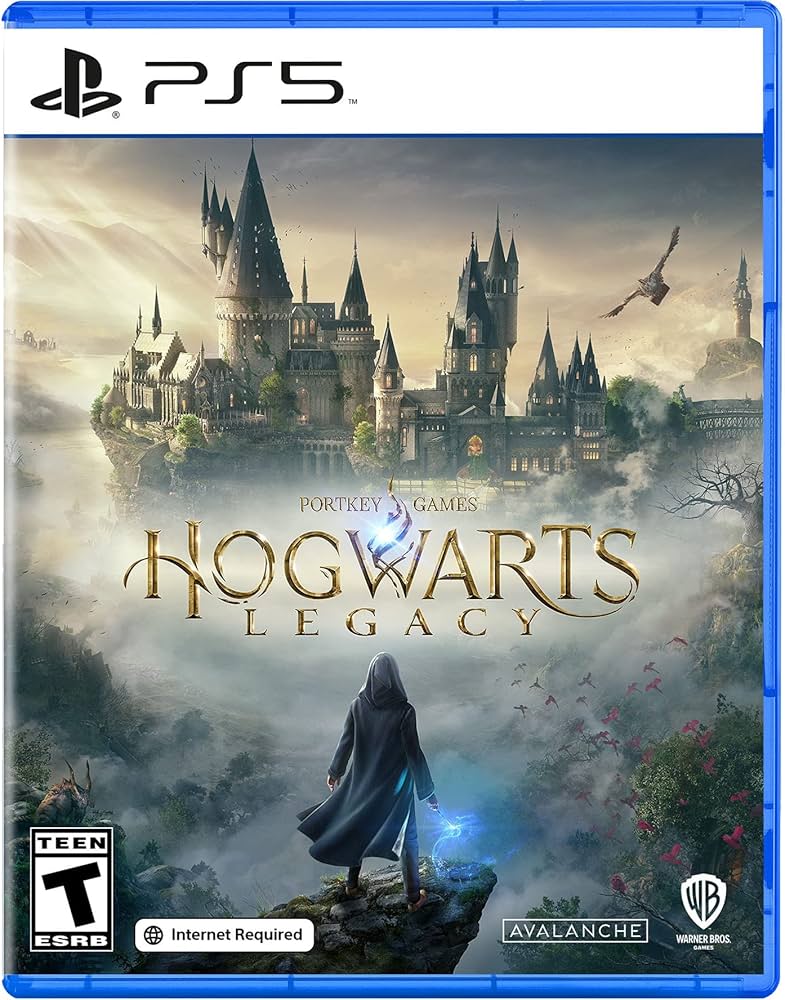 PS5
PORTKEY GAMES
HOGWARTS
LEGACY
TEEN
T
ESRB
Internet Required
AVALANCHE
WB
WARNER BROS.
GAMES